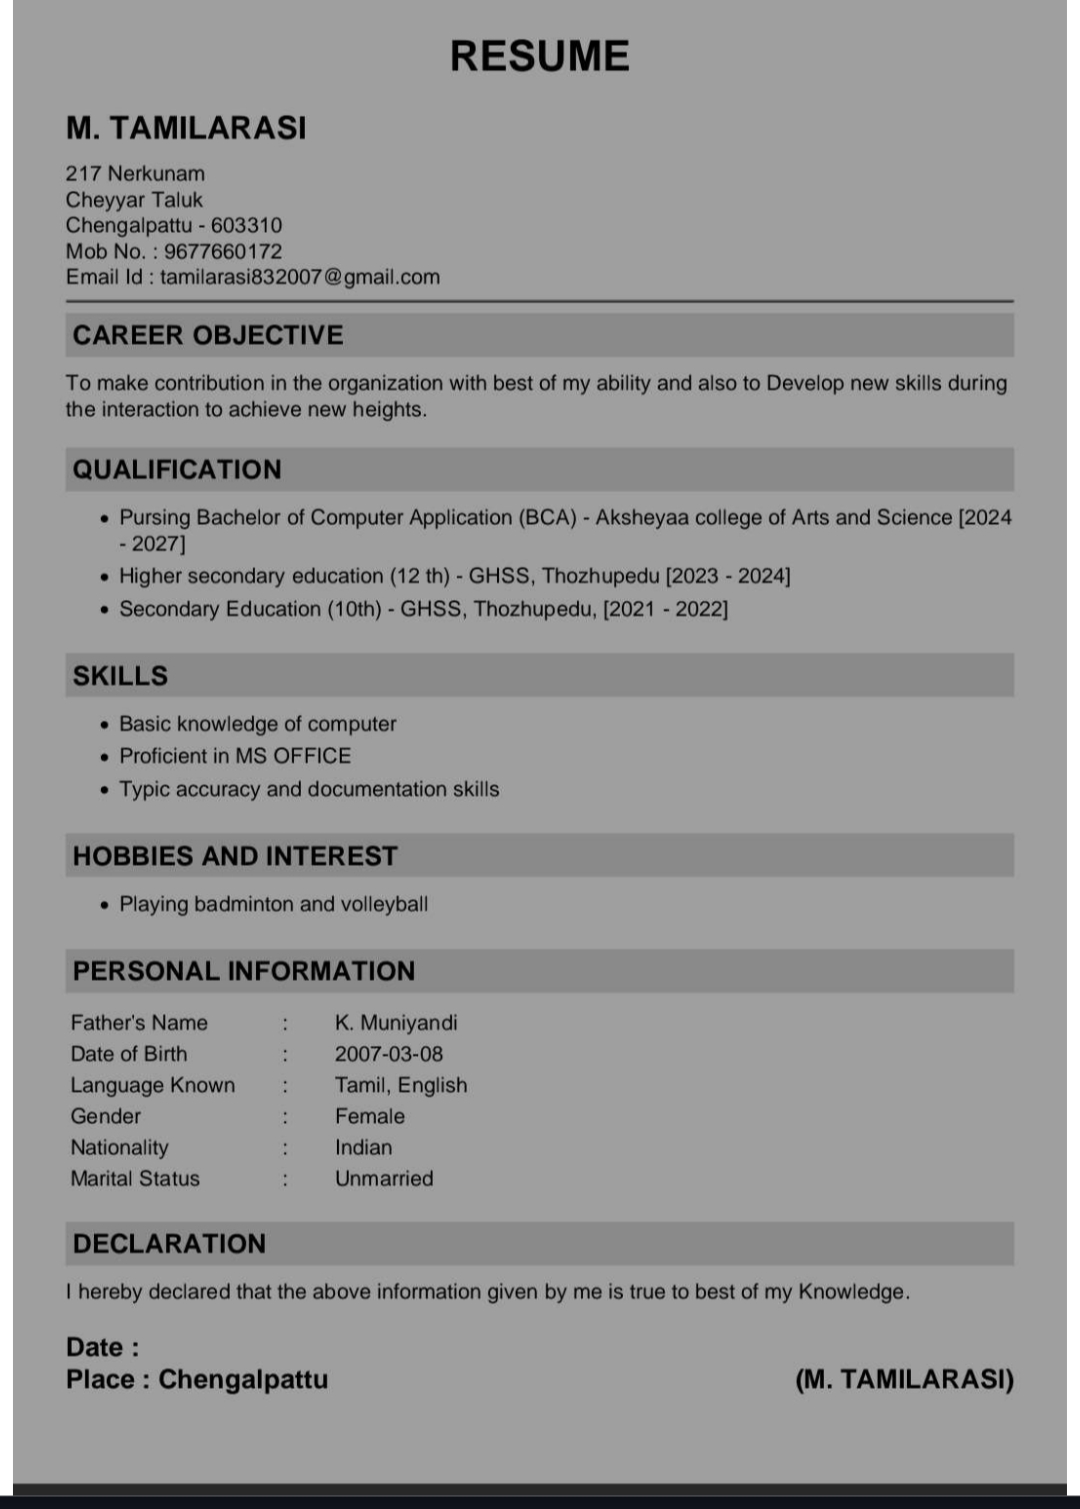 RESUME
M. TAMILARASI
217 Nerkunam
Cheyyar Taluk
Chengalpattu - 603310
Mob No. : 9677660172
Email Id : tamilarasi832007@gmail.com
CAREER OBJECTIVE
To make contribution in the organization with best of my ability and also to Develop new skills during
the interaction to achieve new heights.
QUALIFICATION
• Pursing Bachelor of Computer Application (BCA) - Aksheyaa college of Arts and Science [2024
- 2027]
• Higher secondary education (12 th) - GHSS, Thozhupedu [2023 - 2024]
• Secondary Education (10th) - GHSS, Thozhupedu, [2021 - 2022]
SKILLS
• Basic knowledge of computer
• Proficient in MS OFFICE
• Typic accuracy and documentation skills
HOBBIES AND INTEREST
• Playing badminton and volleyball
PERSONAL INFORMATION
Father's Name : K. Muniyandi
Date of Birth : 2007-03-08
Language Known : Tamil, English
Gender : Female
Nationality : Indian
Marital Status : Unmarried
DECLARATION
I hereby declared that the above information given by me is true to best of my Knowledge.
Date :
Place : Chengalpattu (M. TAMILARASI)